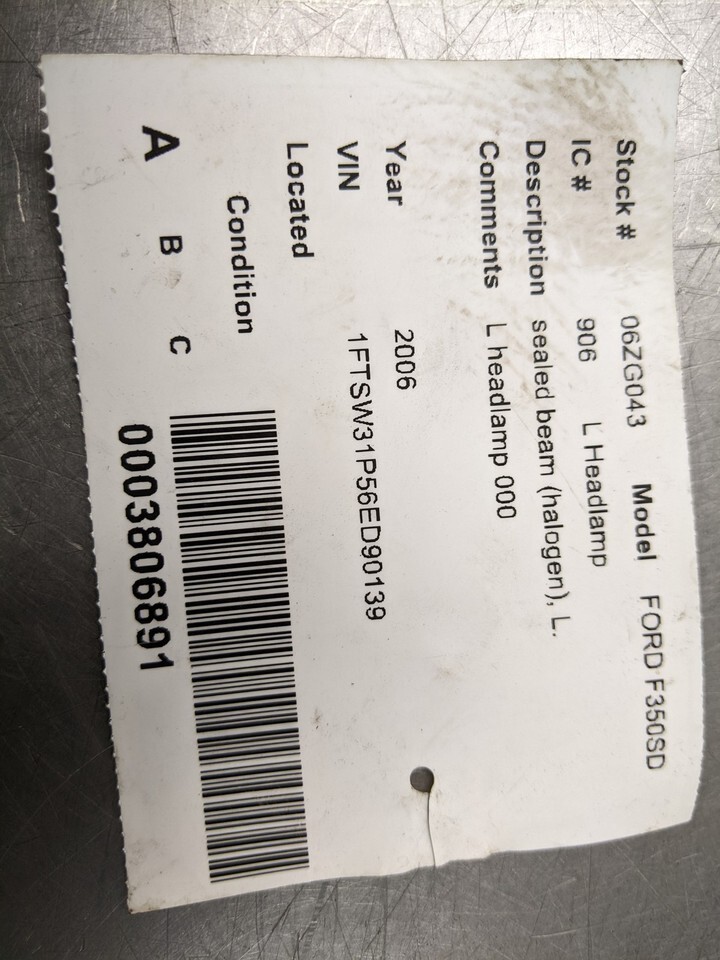 Stock # 06ZG043 Model FORD F350SD
IC # 906 L Headlamp
Description sealed beam (halogen), L.
Comments L headlamp 000
Year 2006
VIN 1FTSW31P56ED90139
Located
Condition
A B C
0003806891